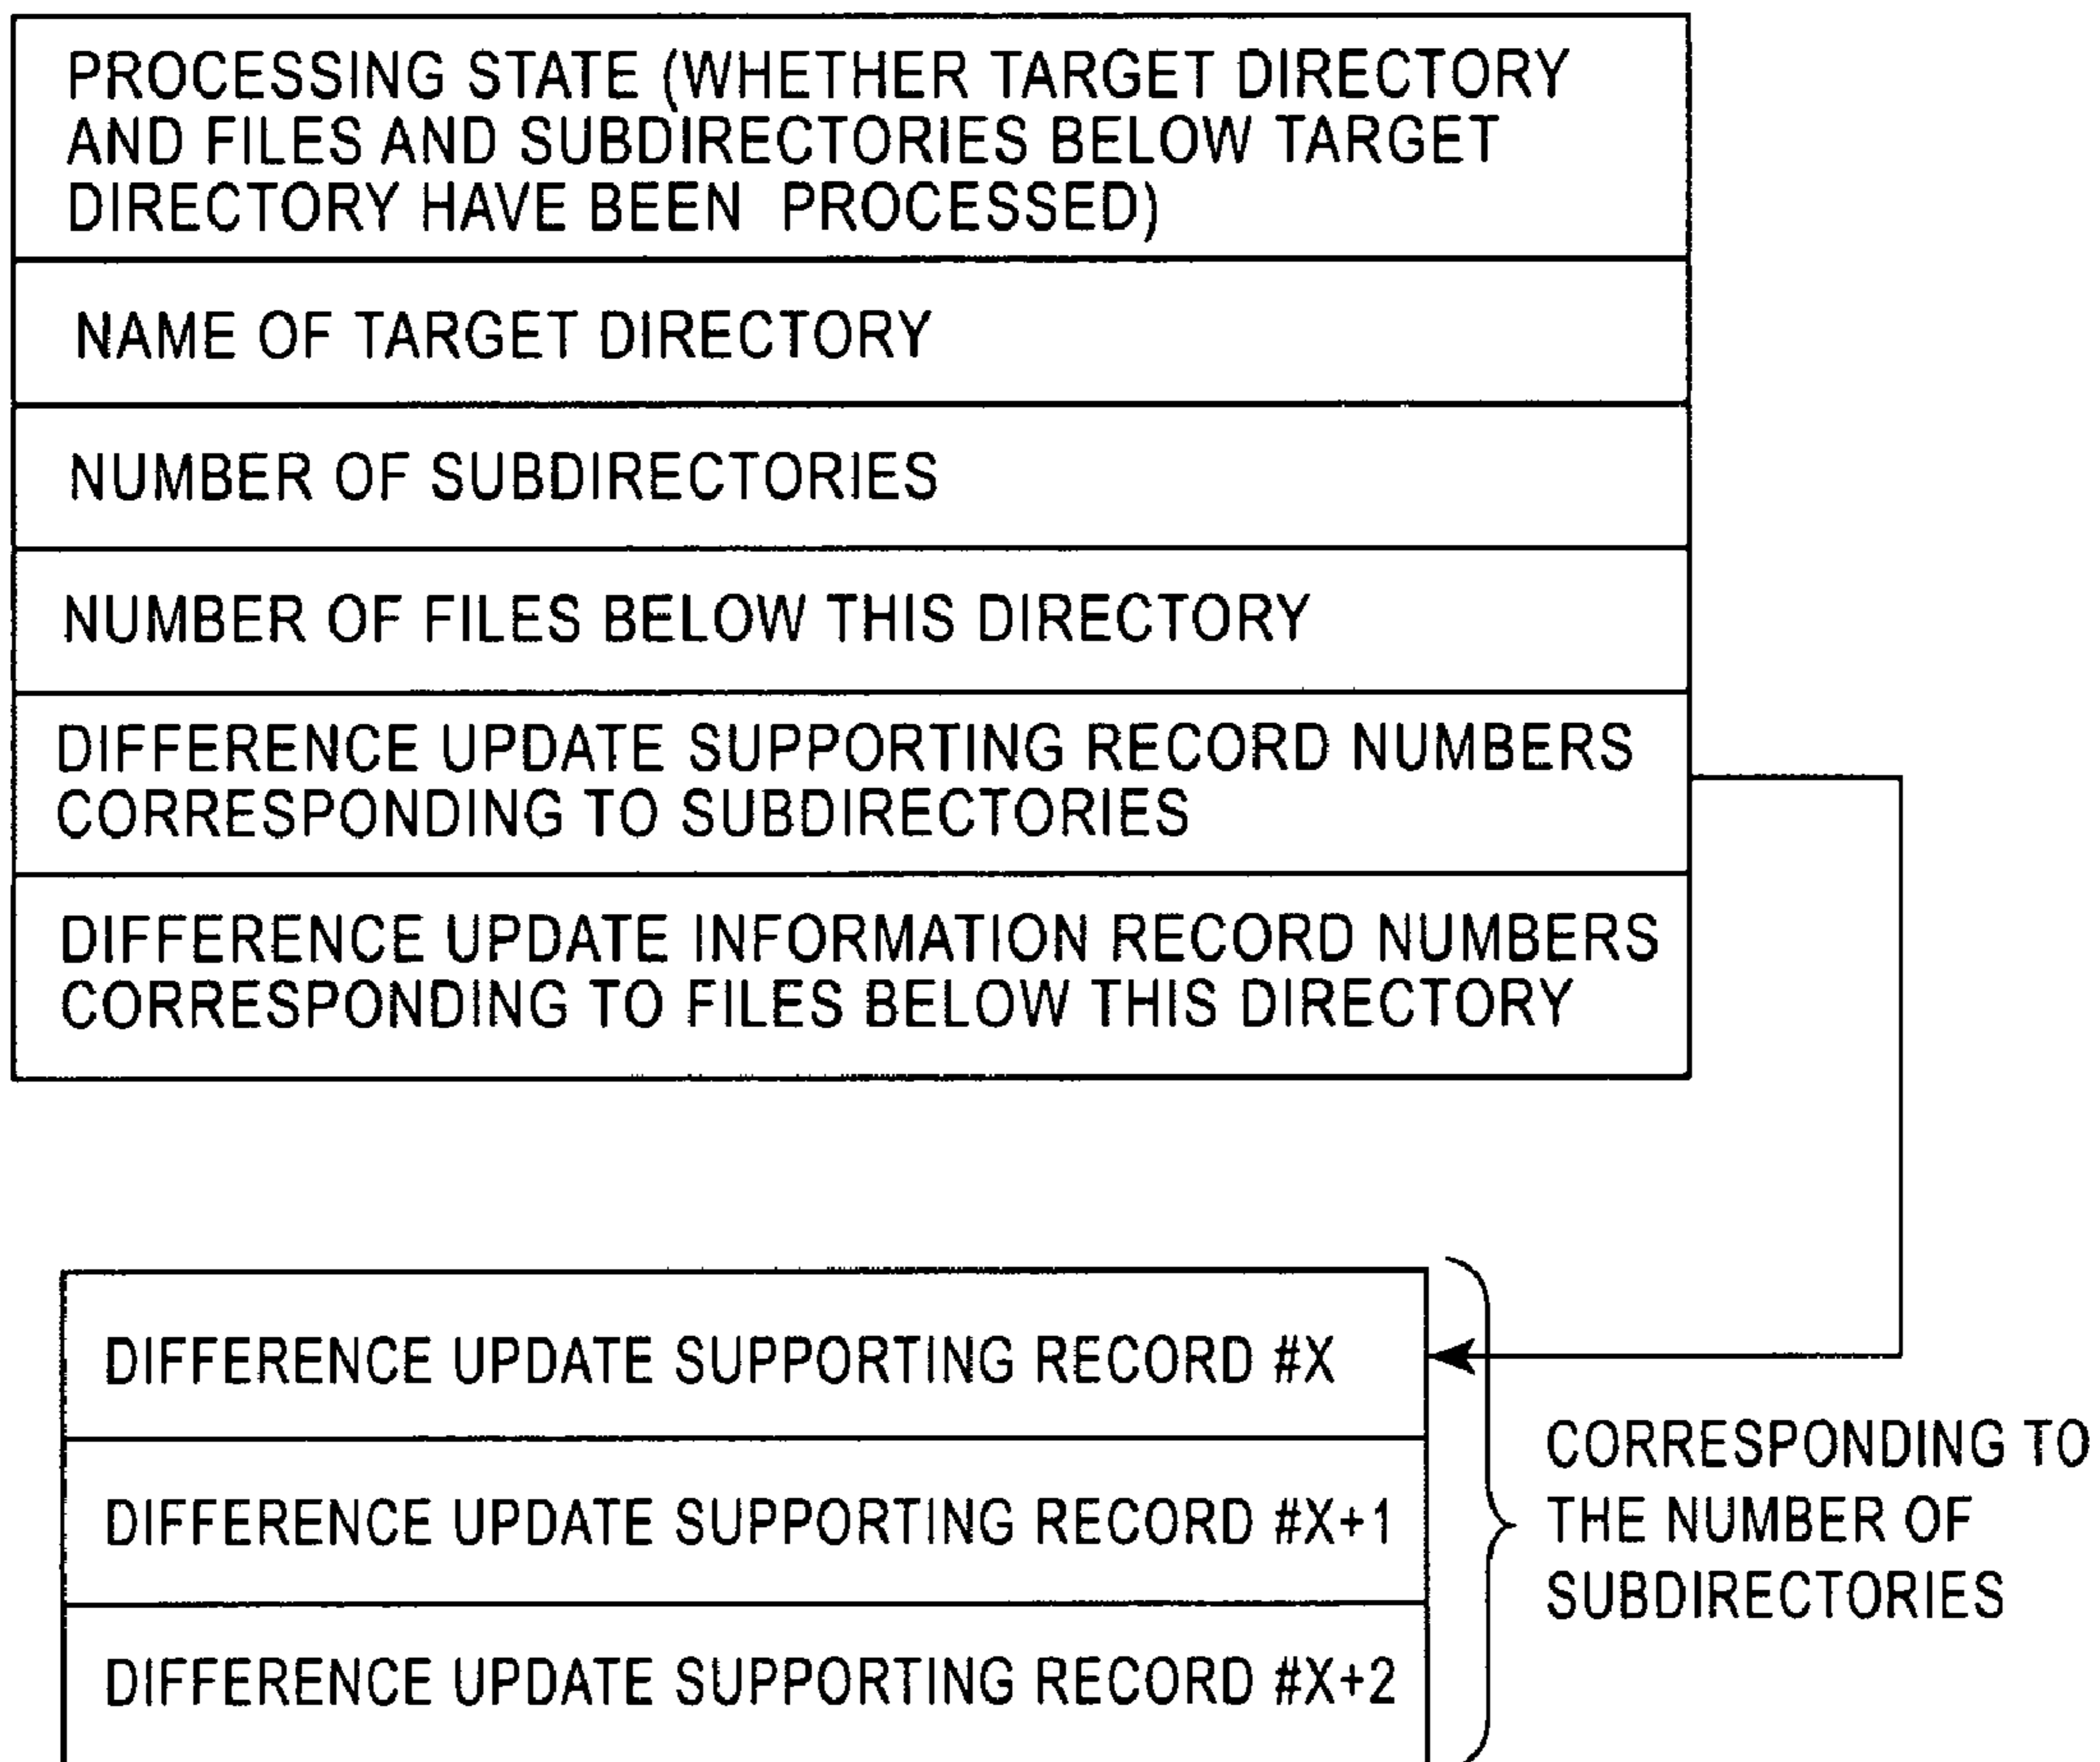 PROCESSING STATE (WHETHER TARGET DIRECTORY
AND FILES AND SUBDIRECTORIES BELOW TARGET
DIRECTORY HAVE BEEN PROCESSED)
NAME OF TARGET DIRECTORY
NUMBER OF SUBDIRECTORIES
NUMBER OF FILES BELOW THIS DIRECTORY
DIFFERENCE UPDATE SUPPORTING RECORD NUMBERS
CORRESPONDING TO SUBDIRECTORIES
DIFFERENCE UPDATE INFORMATION RECORD NUMBERS
CORRESPONDING TO FILES BELOW THIS DIRECTORY
DIFFERENCE UPDATE SUPPORTING RECORD #X
DIFFERENCE UPDATE SUPPORTING RECORD #X+1
DIFFERENCE UPDATE SUPPORTING RECORD #X+2
CORRESPONDING TO
THE NUMBER OF
SUBDIRECTORIES